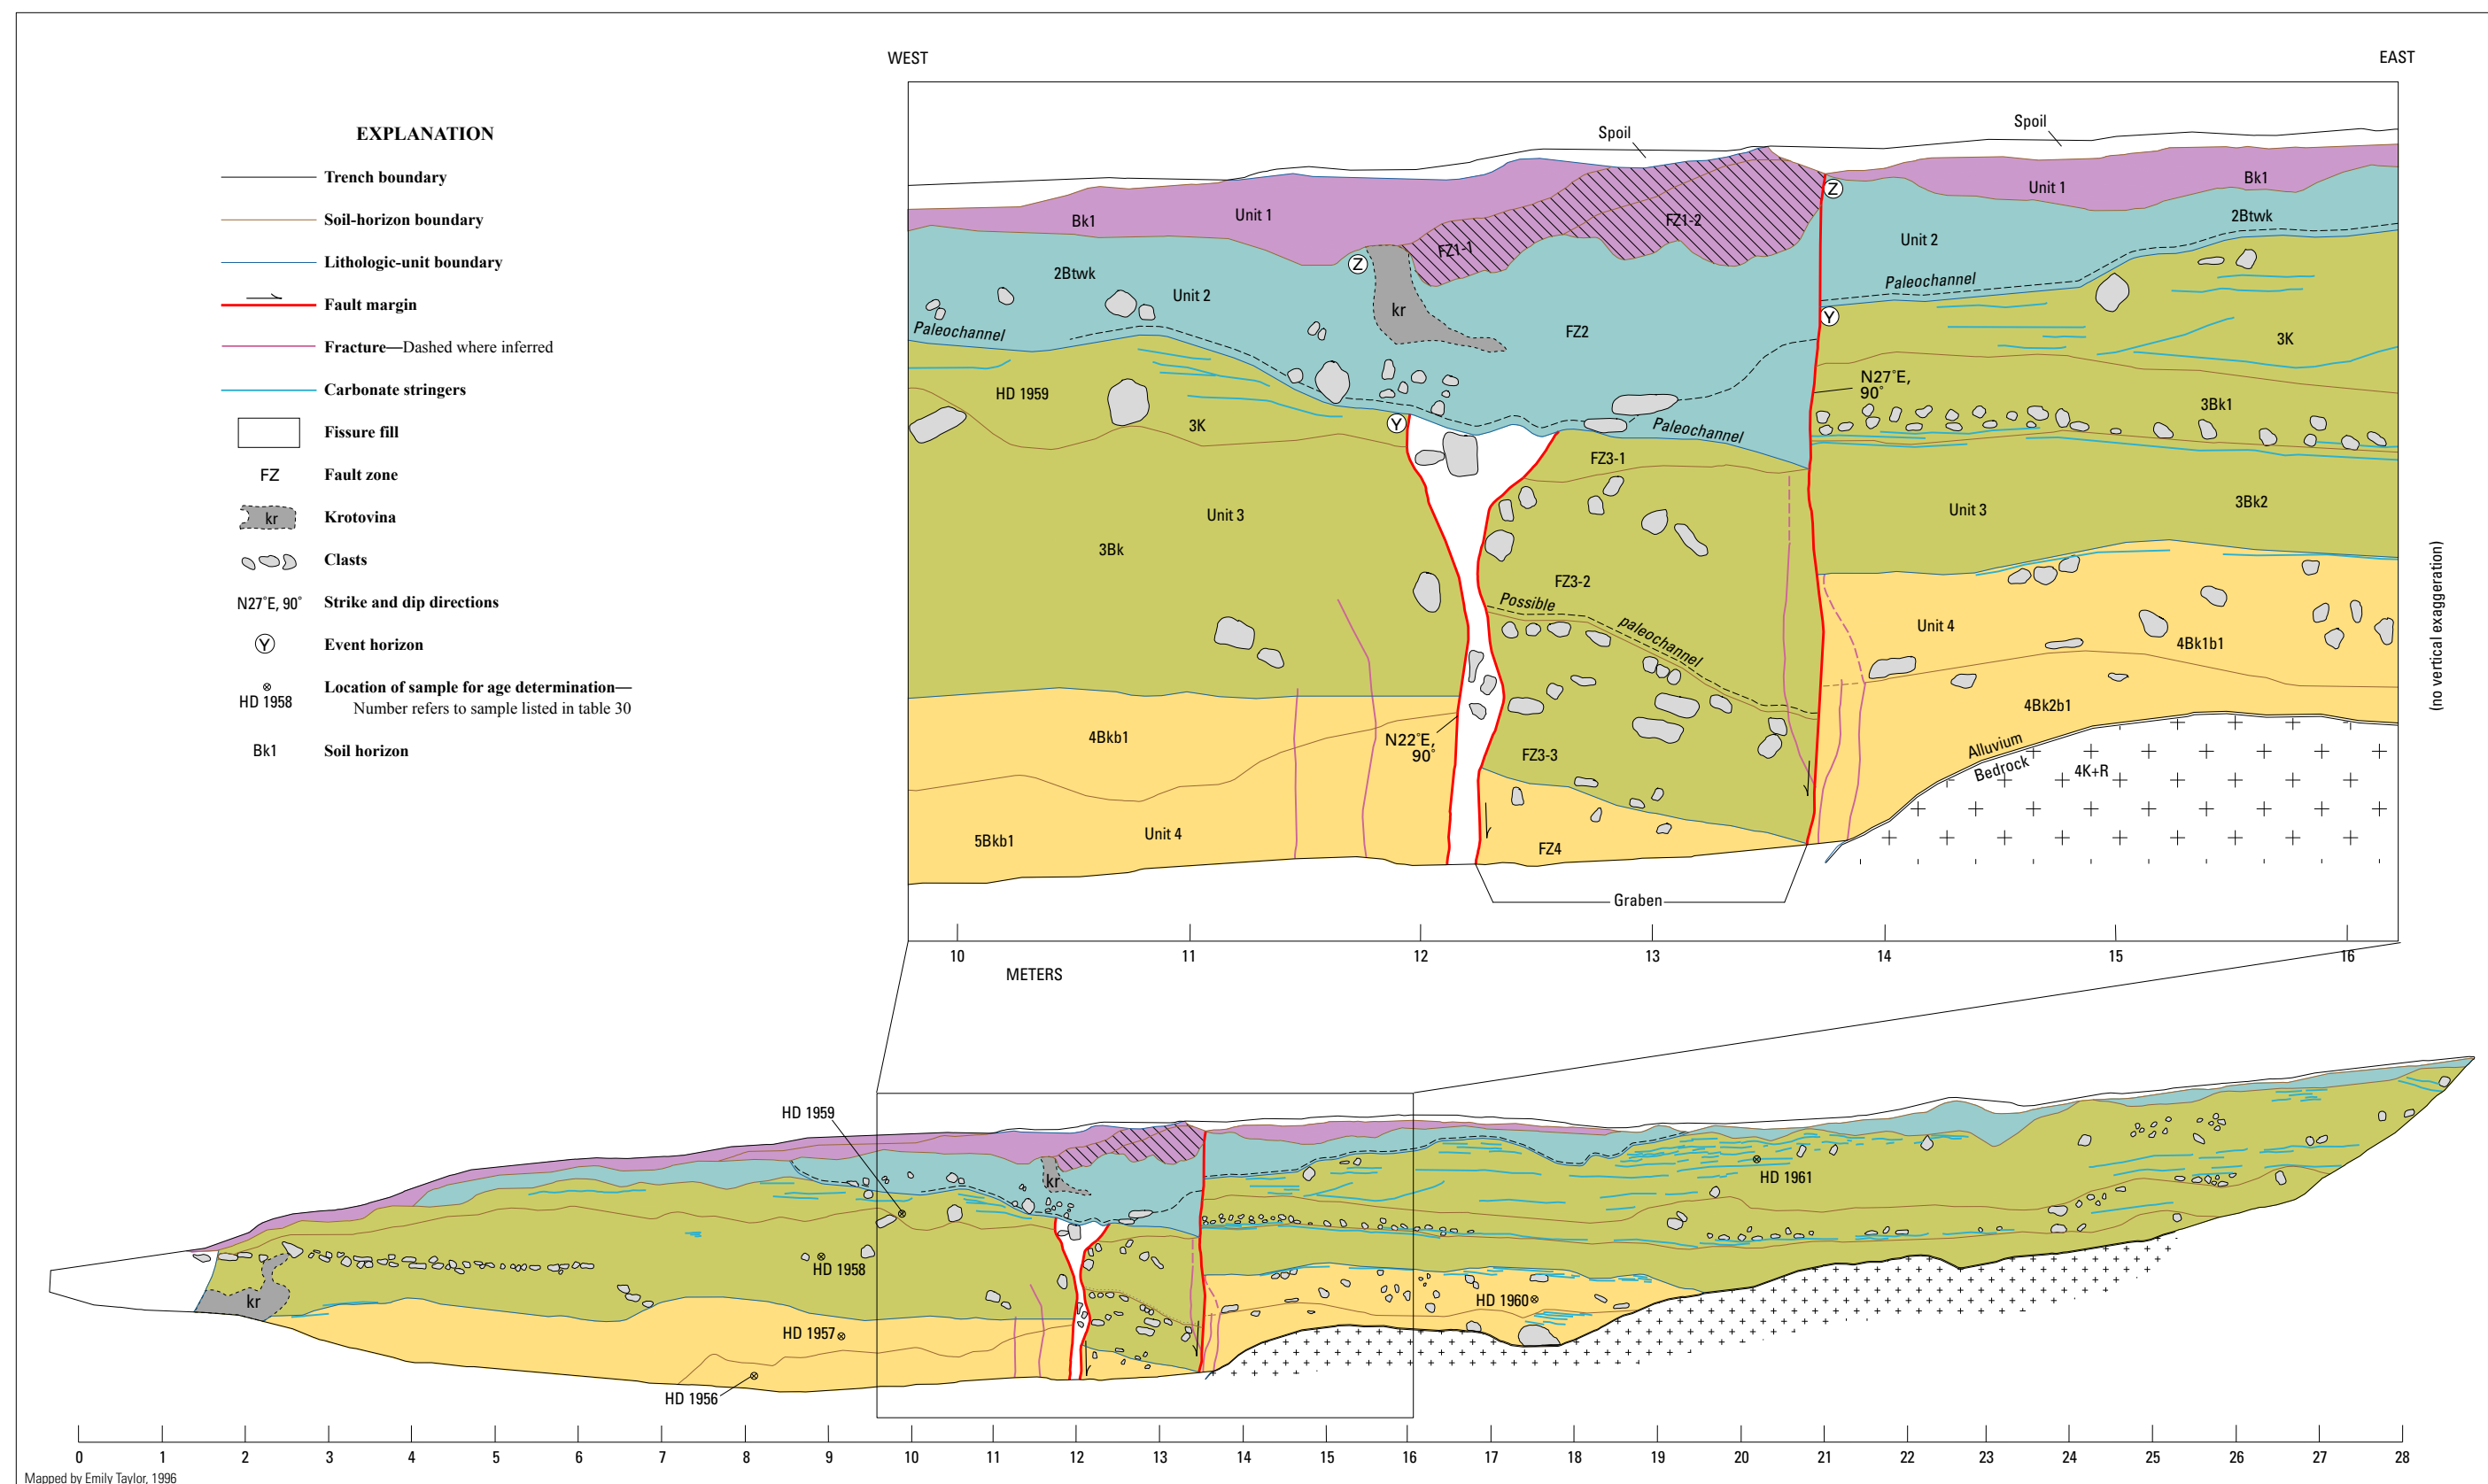 WEST
EAST
EXPLANATION
Trench boundary
Soil-horizon boundary
Lithologic-unit boundary
Fault margin
Fracture—Dashed where inferred
Carbonate stringers
Fissure fill
FZ Fault zone
kr Krotovina
Clasts
N27°E, 90° Strike and dip directions
Y Event horizon
HD 1958 Location of sample for age determination—
Number refers to sample listed in table 30
Bk1 Soil horizon
Spoil
Spoil
Bk1
Unit 1
FZ1-1
FZ1-2
Z
Unit 1
Bk1
2Btwk
Unit 2
Z
kr
FZ2
Unit 2
2Btwk
Paleochannel
Paleochannel
Y
3K
HD 1959
3K
Y
Paleochannel
N27°E,
90°
3Bk1
FZ3-1
Unit 3
3Bk
FZ3-2
Unit 3
3Bk2
Possible
paleochannel
Unit 4
4Bk1b1
4Bkb1
N22°E,
90°
FZ3-3
4Bk2b1
Alluvium
Bedrock
4K+R
5Bkb1
Unit 4
FZ4
Graben
(no vertical exaggeration)
10 11 12 13 14 15 16
METERS
HD 1959
kr
HD 1961
HD 1958
kr
HD 1960
HD 1957
HD 1956
0 1 2 3 4 5 6 7 8 9 10 11 12 13 14 15 16 17 18 19 20 21 22 23 24 25 26 27 28
Mapped by Emily Taylor, 1996